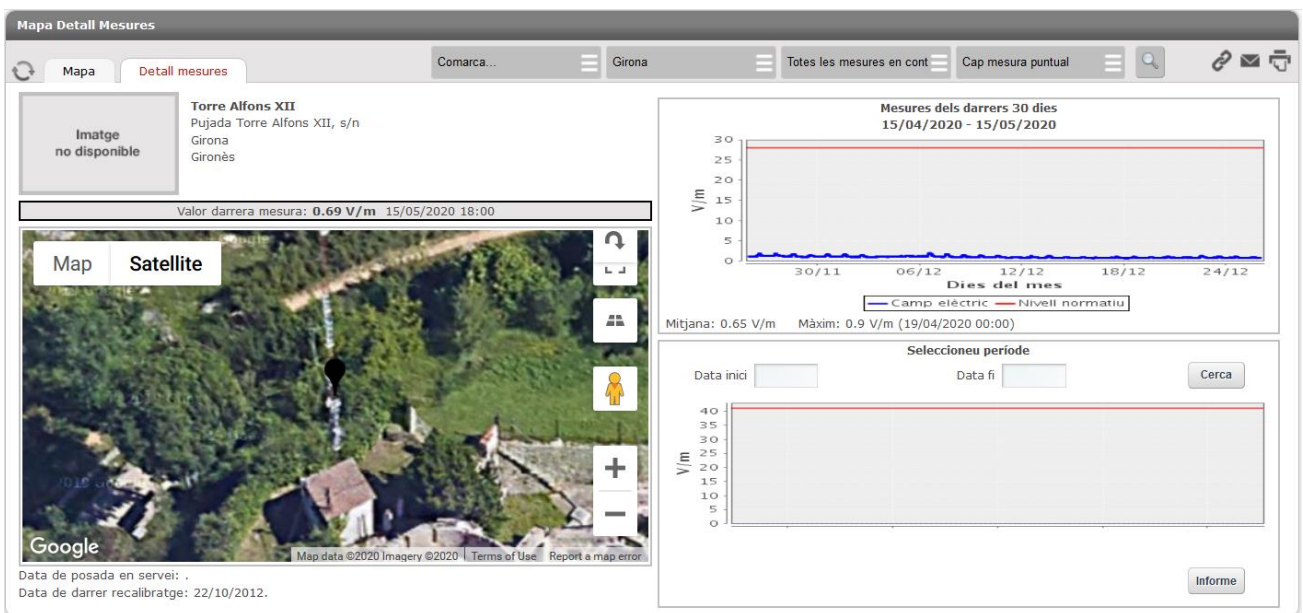 Mapa Detall Mesures
Mapa
Detall mesures
Comarca...
Girona
Totes les mesures en cont
Cap mesura puntual
Imatge
no disponible
Torre Alfons XII
Pujada Torre Alfons XII, s/n
Girona
Gironès
Valor darrera mesura: 0.69 V/m 15/05/2020 18:00
Map
Satellite
Google
Map data ©2020 Imagery ©2020
Terms of Use
Report a map error
Data de posada en servei: .
Data de darrer recalibratge: 22/10/2012.
Mesures dels darrers 30 dies
15/04/2020 - 15/05/2020
30
25
20
15
10
5
0
V/m
30/11
06/12
12/12
18/12
24/12
Dies del mes
Camp elèctric
Nivell normatiu
Mitjana: 0.65 V/m
Màxim: 0.9 V/m (19/04/2020 00:00)
Seleccioneu període
Data inici
Data fi
Cerca
40
35
30
25
20
15
10
5
0
V/m
Informe